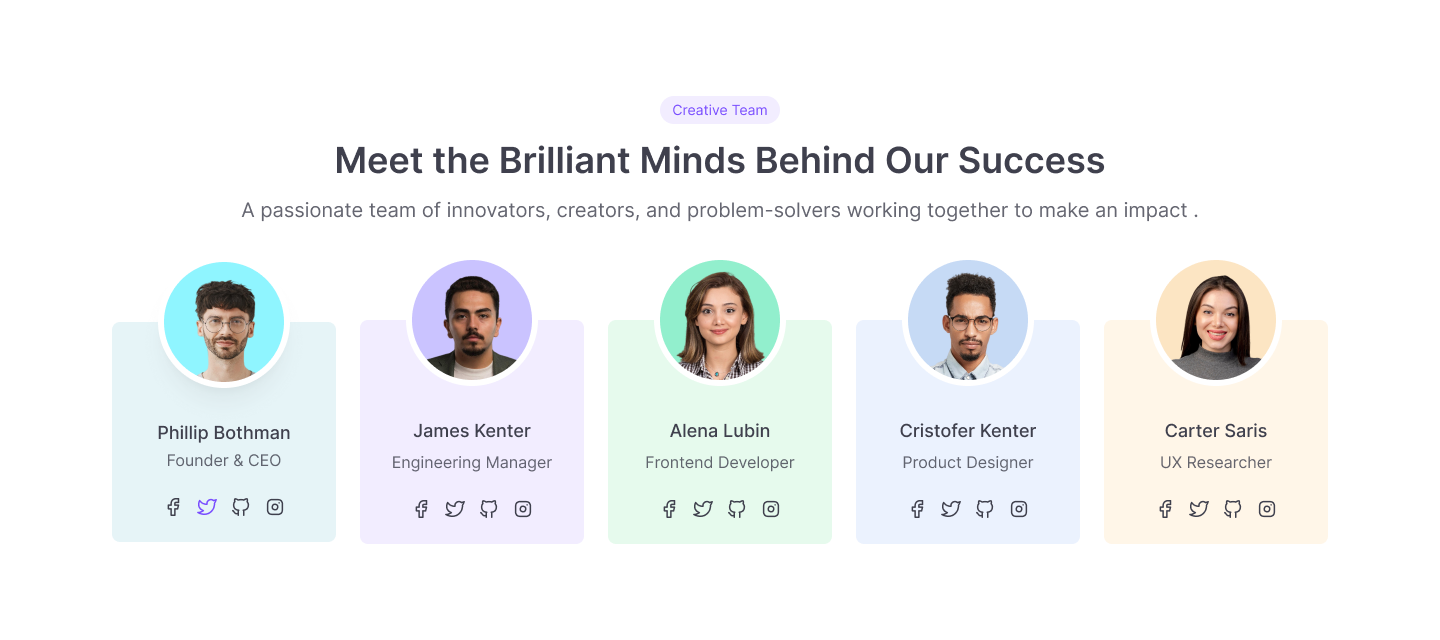 Creative Team
Meet the Brilliant Minds Behind Our Success
A passionate team of innovators, creators, and problem-solvers working together to make an impact .
Phillip Bothman
Founder & CEO
James Kenter
Engineering Manager
Alena Lubin
Frontend Developer
Cristofer Kenter
Product Designer
Carter Saris
UX Researcher